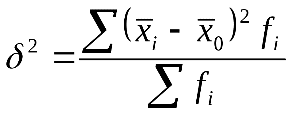 δ² = ∑(x̅ᵢ - x̅₀)² fᵢ / ∑ fᵢ